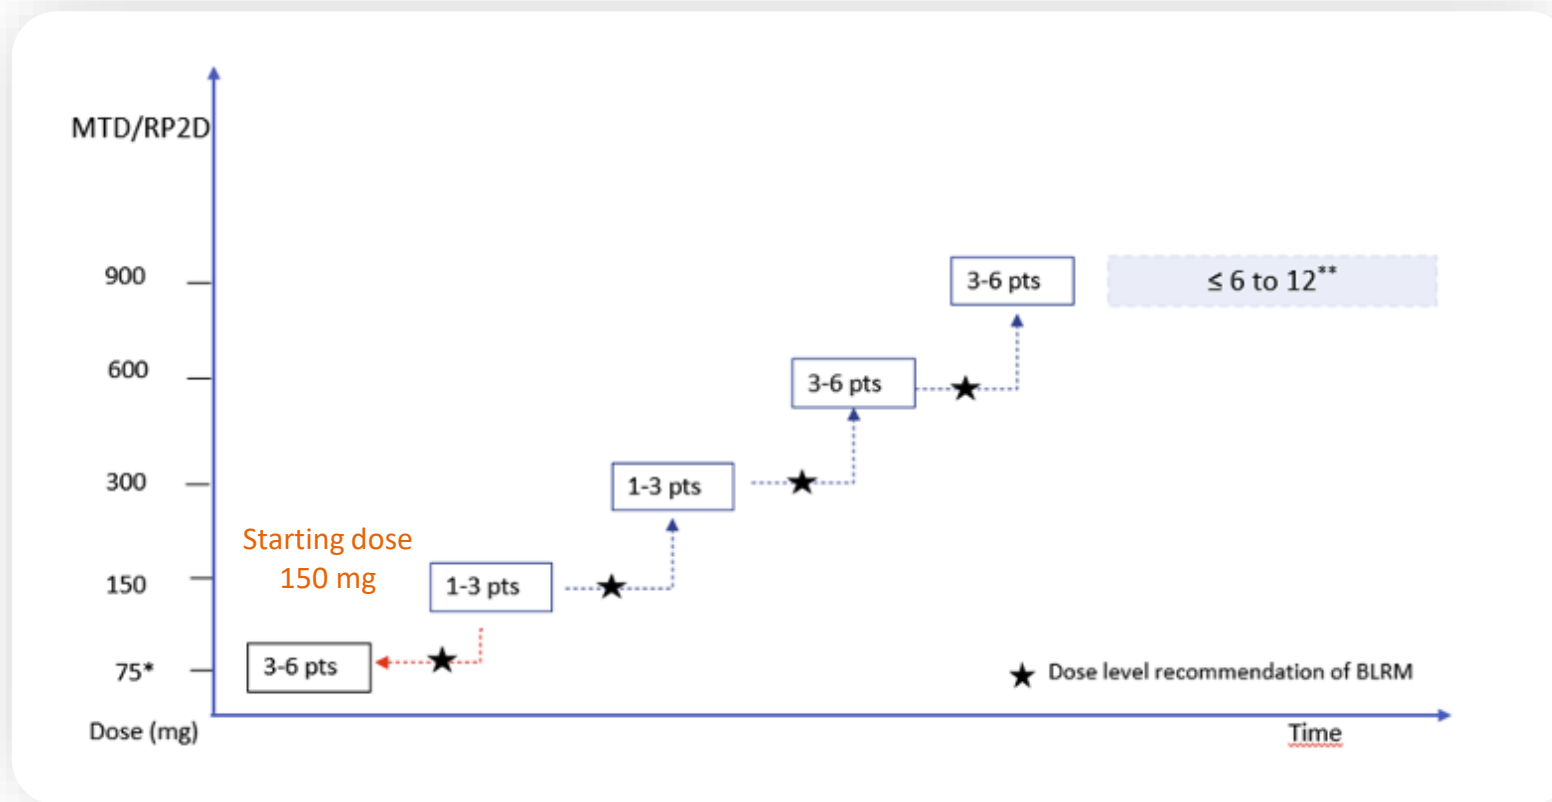 MTD/RP2D
900
3-6 pts
≤ 6 to 12**
600
3-6 pts
300
1-3 pts
Starting dose
150 mg
150
1-3 pts
75*
3-6 pts
★ Dose level recommendation of BLRM
Dose (mg)
Time